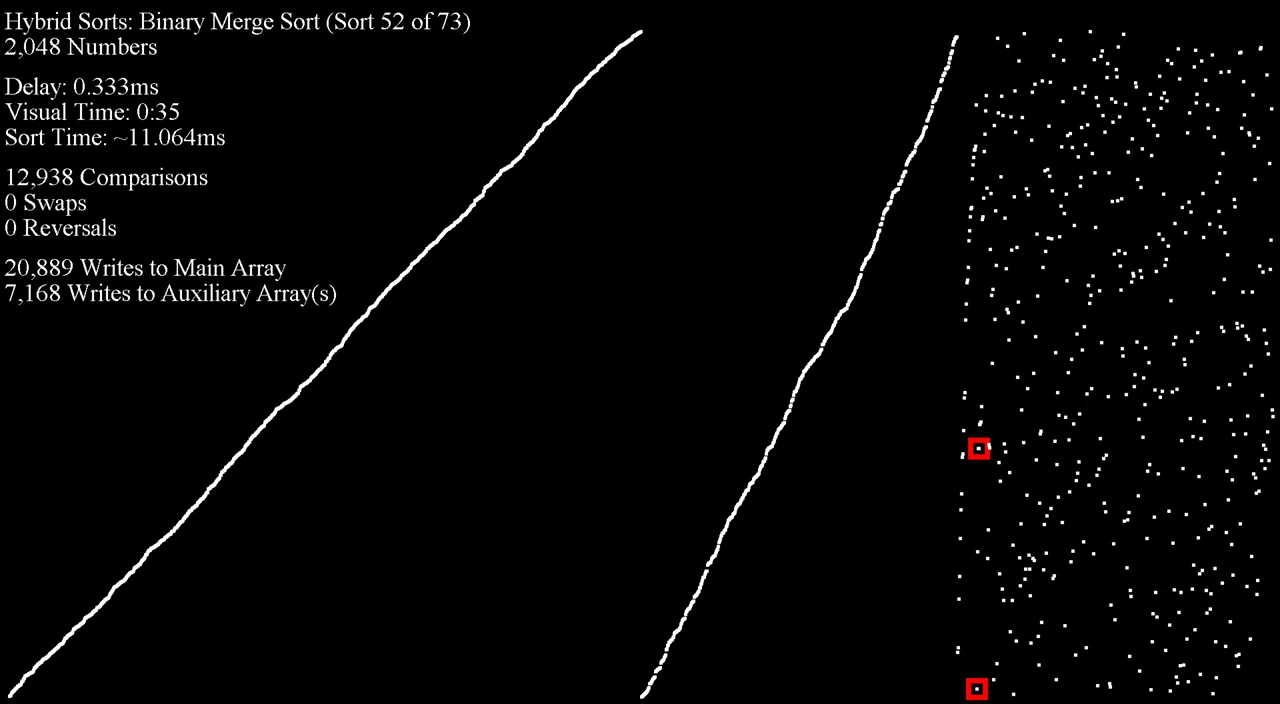 Hybrid Sorts: Binary Merge Sort (Sort 52 of 73)
2,048 Numbers
Delay: 0.333ms
Visual Time: 0:35
Sort Time: ~11.064ms
12,938 Comparisons
0 Swaps
0 Reversals
20,889 Writes to Main Array
7,168 Writes to Auxiliary Array(s)